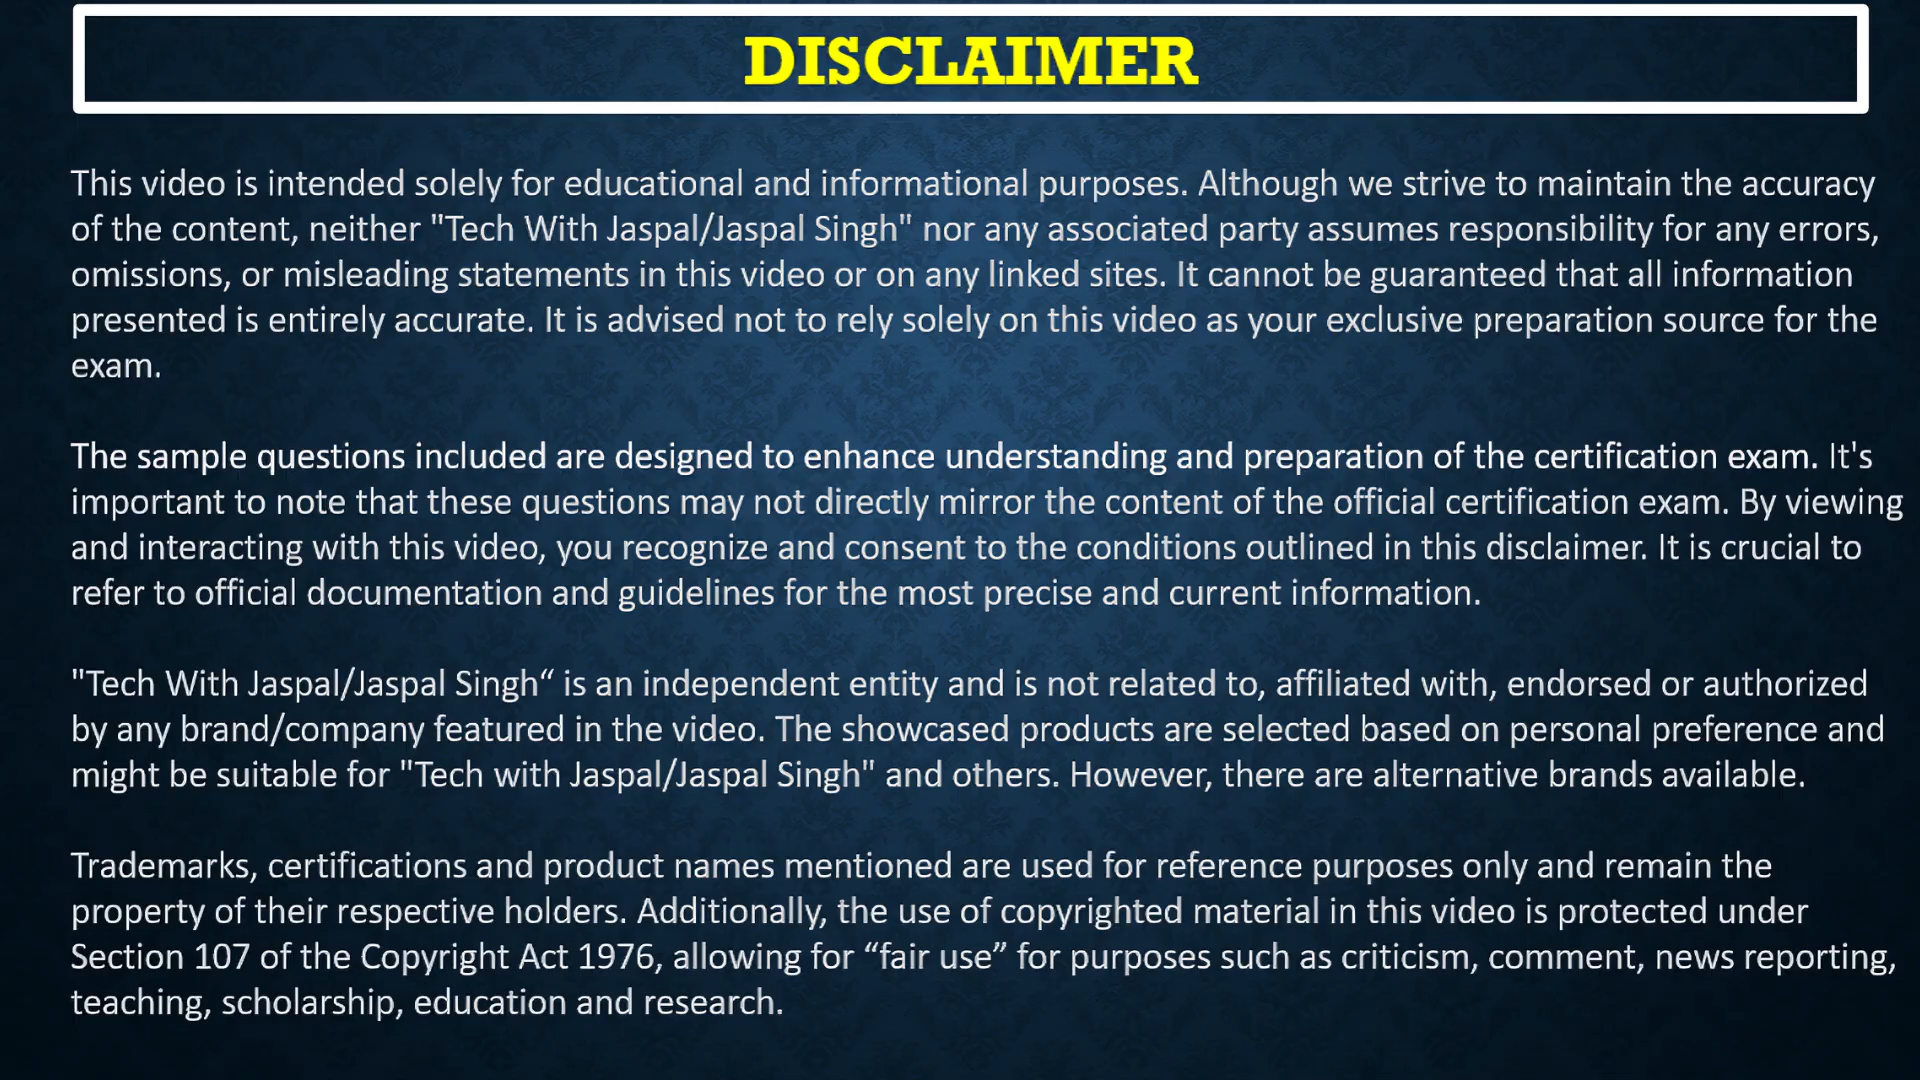 DISCLAIMER
This video is intended solely for educational and informational purposes. Although we strive to maintain the accuracy
of the content, neither "Tech With Jaspal/Jaspal Singh" nor any associated party assumes responsibility for any errors,
omissions, or misleading statements in this video or on any linked sites. It cannot be guaranteed that all information
presented is entirely accurate. It is advised not to rely solely on this video as your exclusive preparation source for the
exam.
The sample questions included are designed to enhance understanding and preparation of the certification exam. It's
important to note that these questions may not directly mirror the content of the official certification exam. By viewing
and interacting with this video, you recognize and consent to the conditions outlined in this disclaimer. It is crucial to
refer to official documentation and guidelines for the most precise and current information.
"Tech With Jaspal/Jaspal Singh“ is an independent entity and is not related to, affiliated with, endorsed or authorized
by any brand/company featured in the video. The showcased products are selected based on personal preference and
might be suitable for "Tech with Jaspal/Jaspal Singh" and others. However, there are alternative brands available.
Trademarks, certifications and product names mentioned are used for reference purposes only and remain the
property of their respective holders. Additionally, the use of copyrighted material in this video is protected under
Section 107 of the Copyright Act 1976, allowing for “fair use” for purposes such as criticism, comment, news reporting,
teaching, scholarship, education and research.